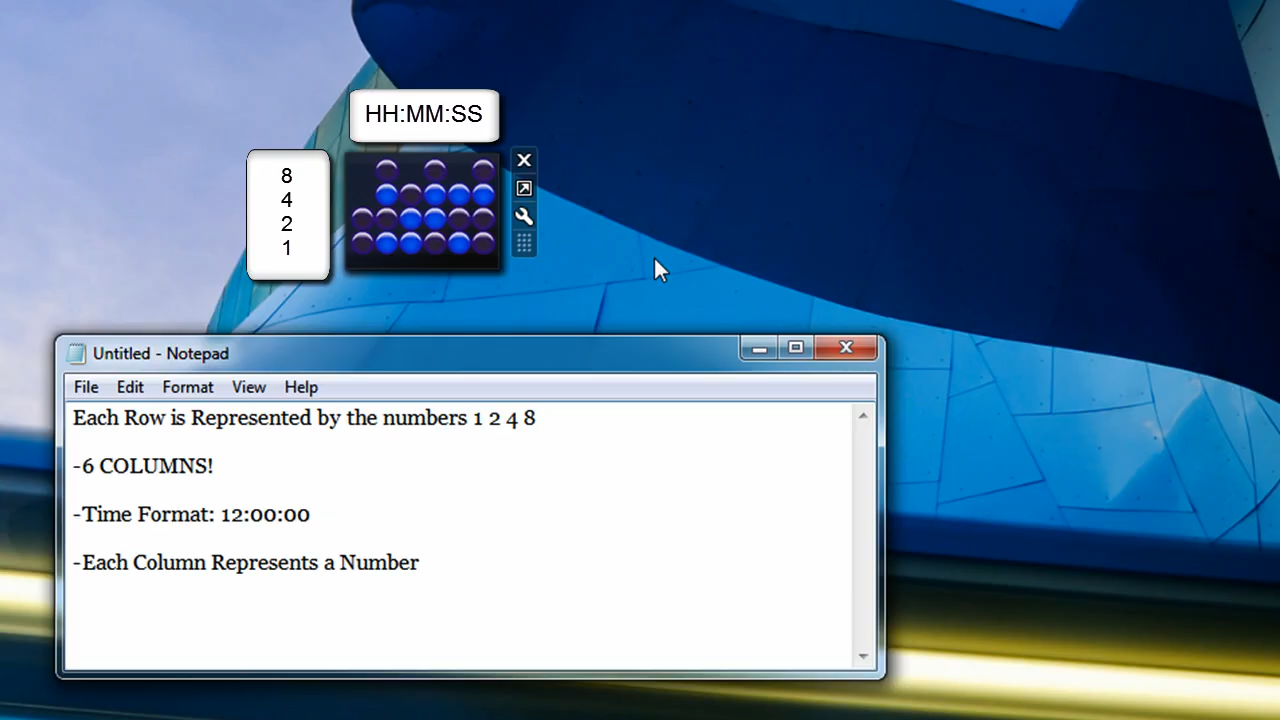 HH:MM:SS
8
4
2
1
Untitled - Notepad
File Edit Format View Help
Each Row is Represented by the numbers 1 2 4 8
-6 COLUMNS!
-Time Format: 12:00:00
-Each Column Represents a Number